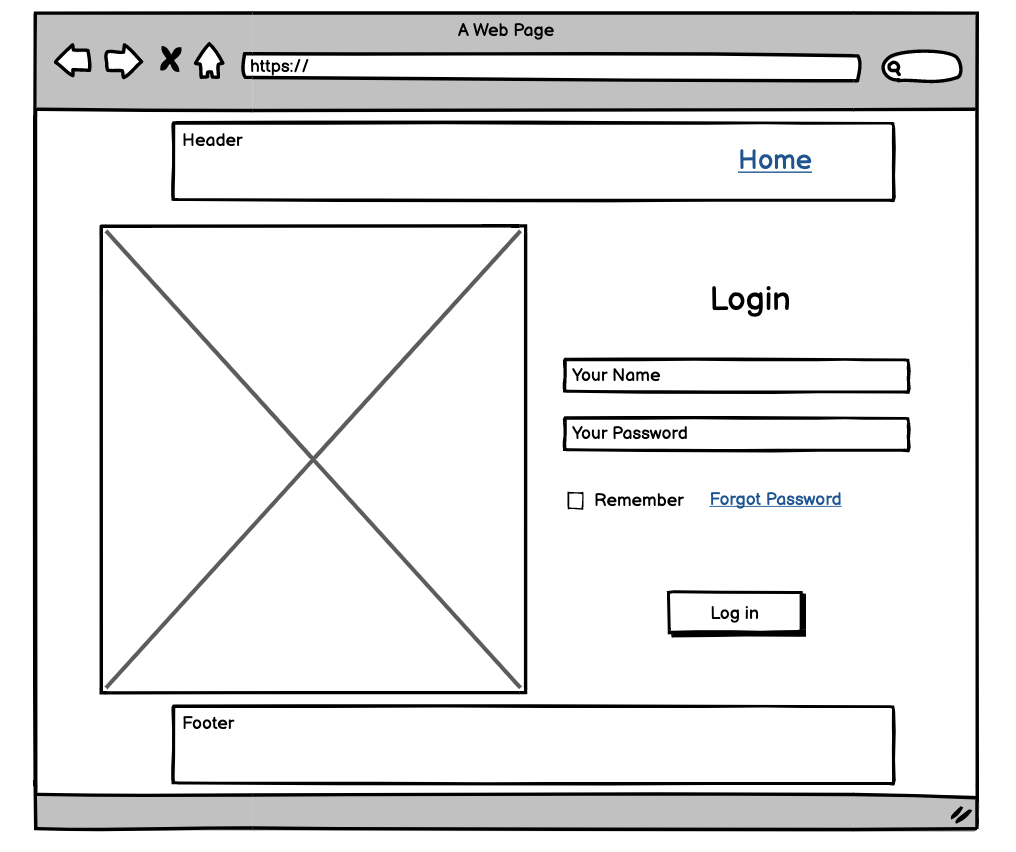 A Web Page
https://
Header
Home
Login
Your Name
Your Password
Remember Forgot Password
Log in
Footer